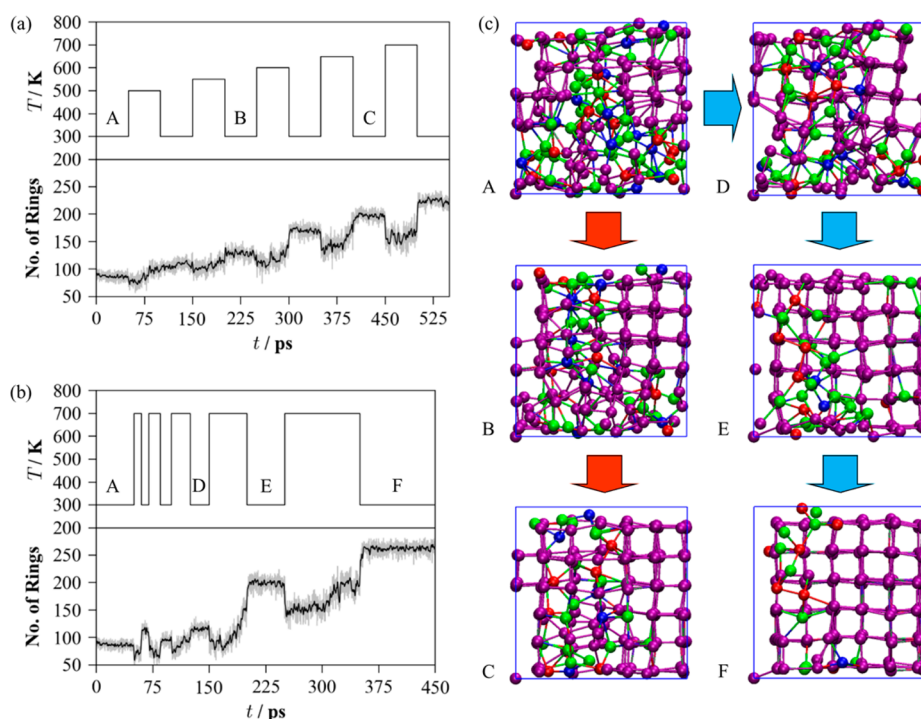 (a)
T / K
800
700
600
500
400
300
200
A
B
C
No. of Rings
250
200
150
100
50
0
75
150
225
300
375
450
525
t / ps
(b)
T / K
800
700
600
500
400
300
200
A
D
E
F
No. of Rings
250
200
150
100
50
0
75
150
225
300
375
450
t / ps
(c)
A
D
B
E
C
F